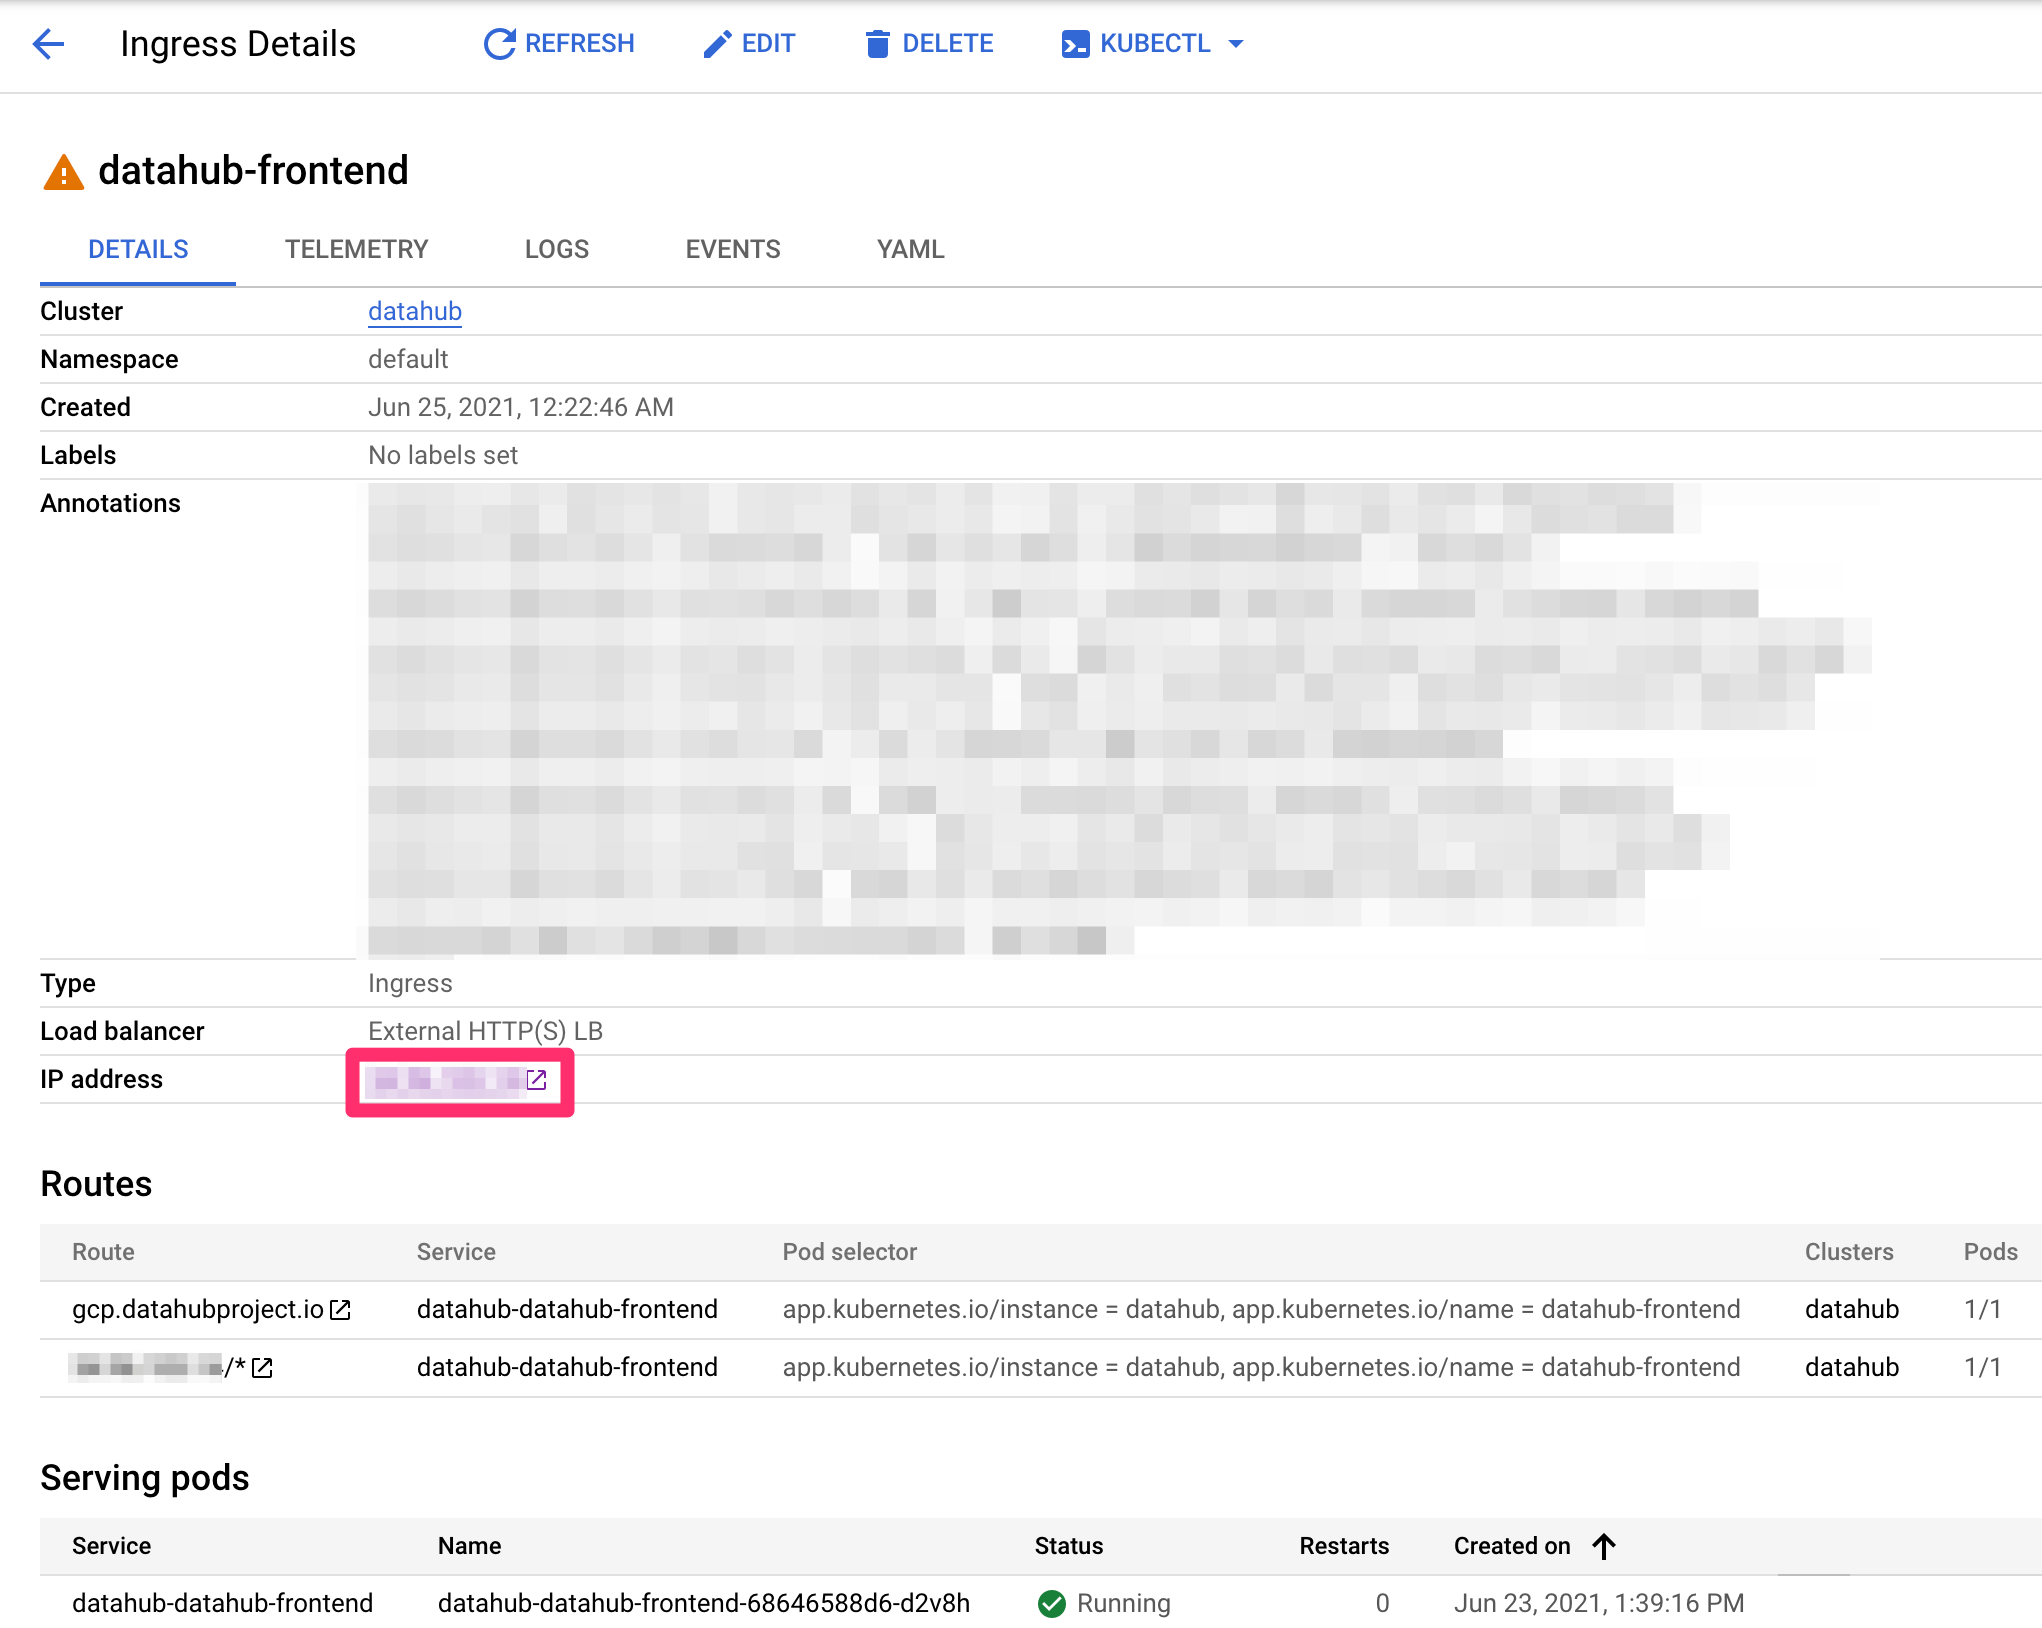 Ingress Details REFRESH EDIT DELETE KUBECTL
datahub-frontend
DETAILS TELEMETRY LOGS EVENTS YAML
Cluster datahub
Namespace default
Created Jun 25, 2021, 12:22:46 AM
Labels No labels set
Annotations
Type Ingress
Load balancer External HTTP(S) LB
IP address
Routes
Route Service Pod selector Clusters Pods
gcp.datahubproject.io datahub-datahub-frontend app.kubernetes.io/instance = datahub, app.kubernetes.io/name = datahub-frontend datahub 1/1
/* datahub-datahub-frontend app.kubernetes.io/instance = datahub, app.kubernetes.io/name = datahub-frontend datahub 1/1
Serving pods
Service Name Status Restarts Created on
datahub-datahub-frontend datahub-datahub-frontend-68646588d6-d2v8h Running 0 Jun 23, 2021, 1:39:16 PM